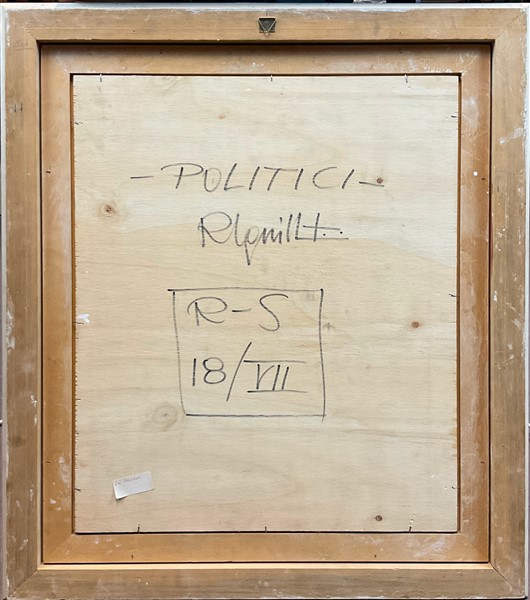 - POLITICI -
R-S
18/VII